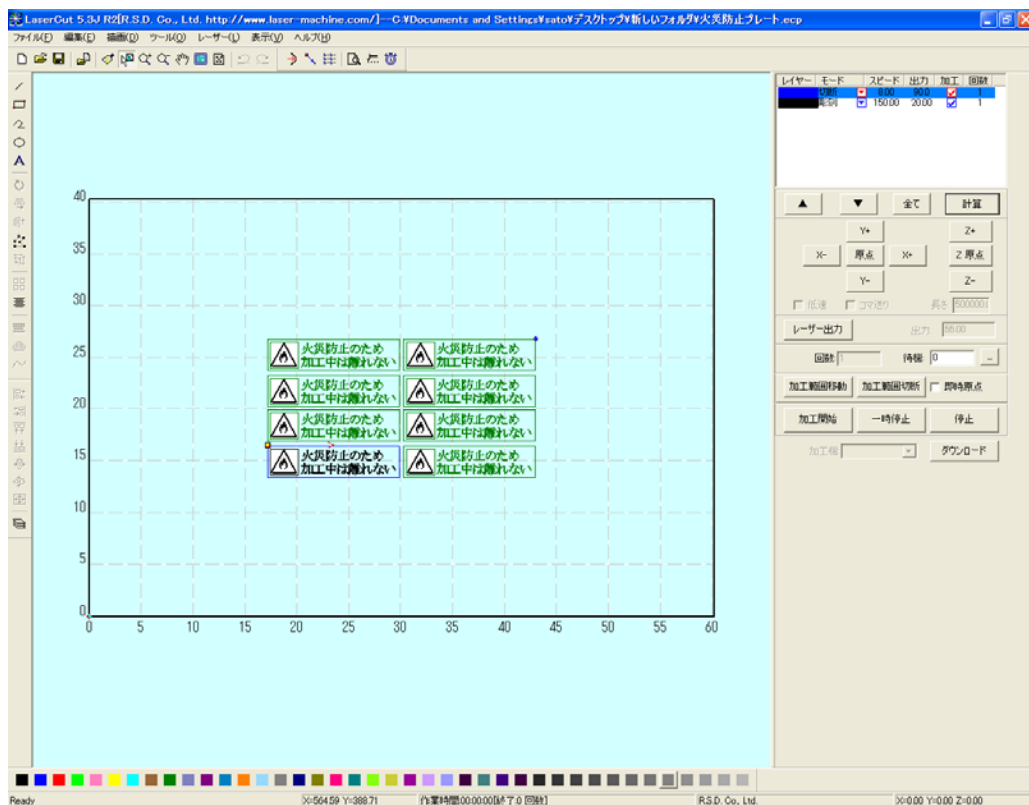 LaserCut 5.3J R2[R.S.D. Co., Ltd. http://www.laser-machine.com/]---C:¥Documents and Settings¥sato¥デスクトップ¥新しいフォルダ¥火災防止プレート.ecp
ファイル(F) 編集(E) 描画(D) ツール(O) レーザー(L) 表示(V) ヘルプ(H)
レイヤー モード スピード 出力 加工 回数
切断 8.00 90.0 1
彫刻 150.00 20.00 1
▲ ▼ 全て 計算
Y+ Z+
X- 原点 X+ Z 原点
Y- Z-
低速 コマ送り 長さ 500000
レーザー出力 出力
回数 1 待機 0 ..
加工範囲移動 加工範囲切断 即時原点
加工開始 一時停止 停止
加工機 ダウンロード
40
35
30
25
20
15
10
5
0
0 5 10 15 20 25 30 35 40 45 50 55 60
火災防止のため 火災防止のため
加工中は離れない 加工中は離れない
火災防止のため 火災防止のため
加工中は離れない 加工中は離れない
火災防止のため 火災防止のため
加工中は離れない 加工中は離れない
火災防止のため 火災防止のため
加工中は離れない 加工中は離れない
Ready X=564.59 Y=388.71 作業時間:00:00:00[終了:0 回数] R.S.D. Co., Ltd. X=0.00 Y=0.00 Z=0.00